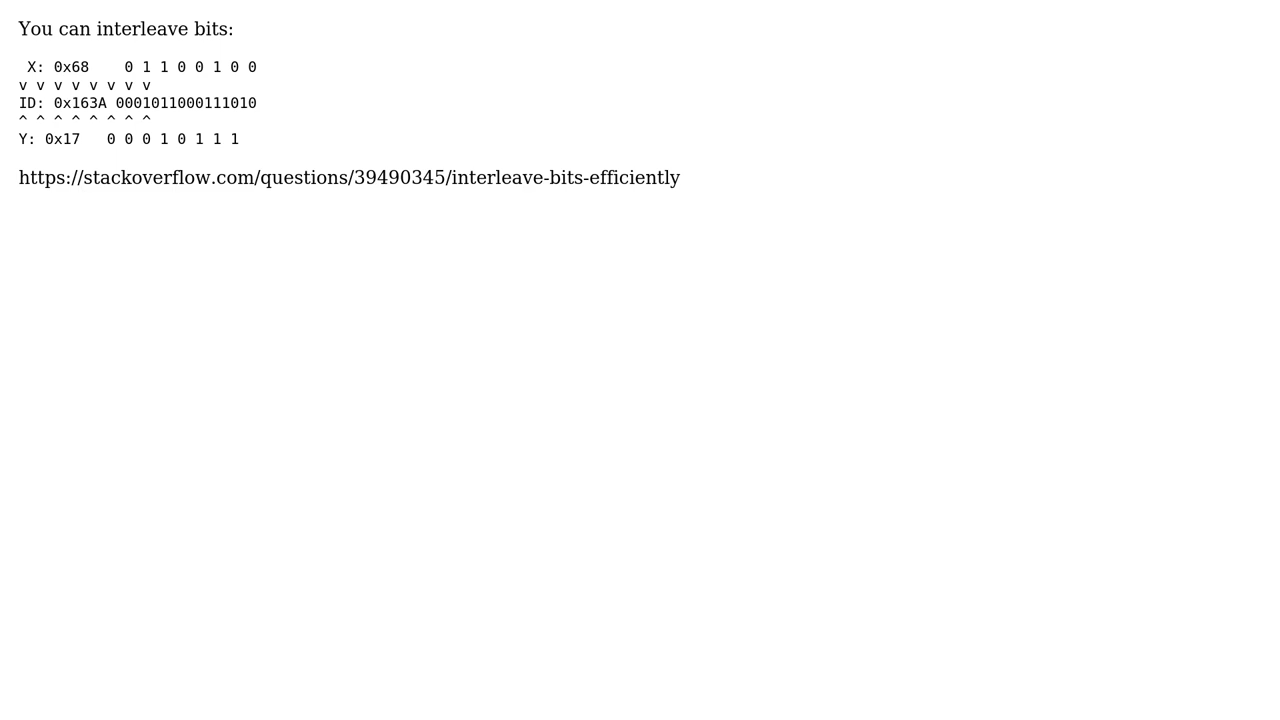 You can interleave bits:
X: 0x68    0 1 1 0 0 1 0 0
v v v v v v v v
ID: 0x163A 0001011000111010
^ ^ ^ ^ ^ ^ ^ ^
Y: 0x17   0 0 0 1 0 1 1 1
https://stackoverflow.com/questions/39490345/interleave-bits-efficiently